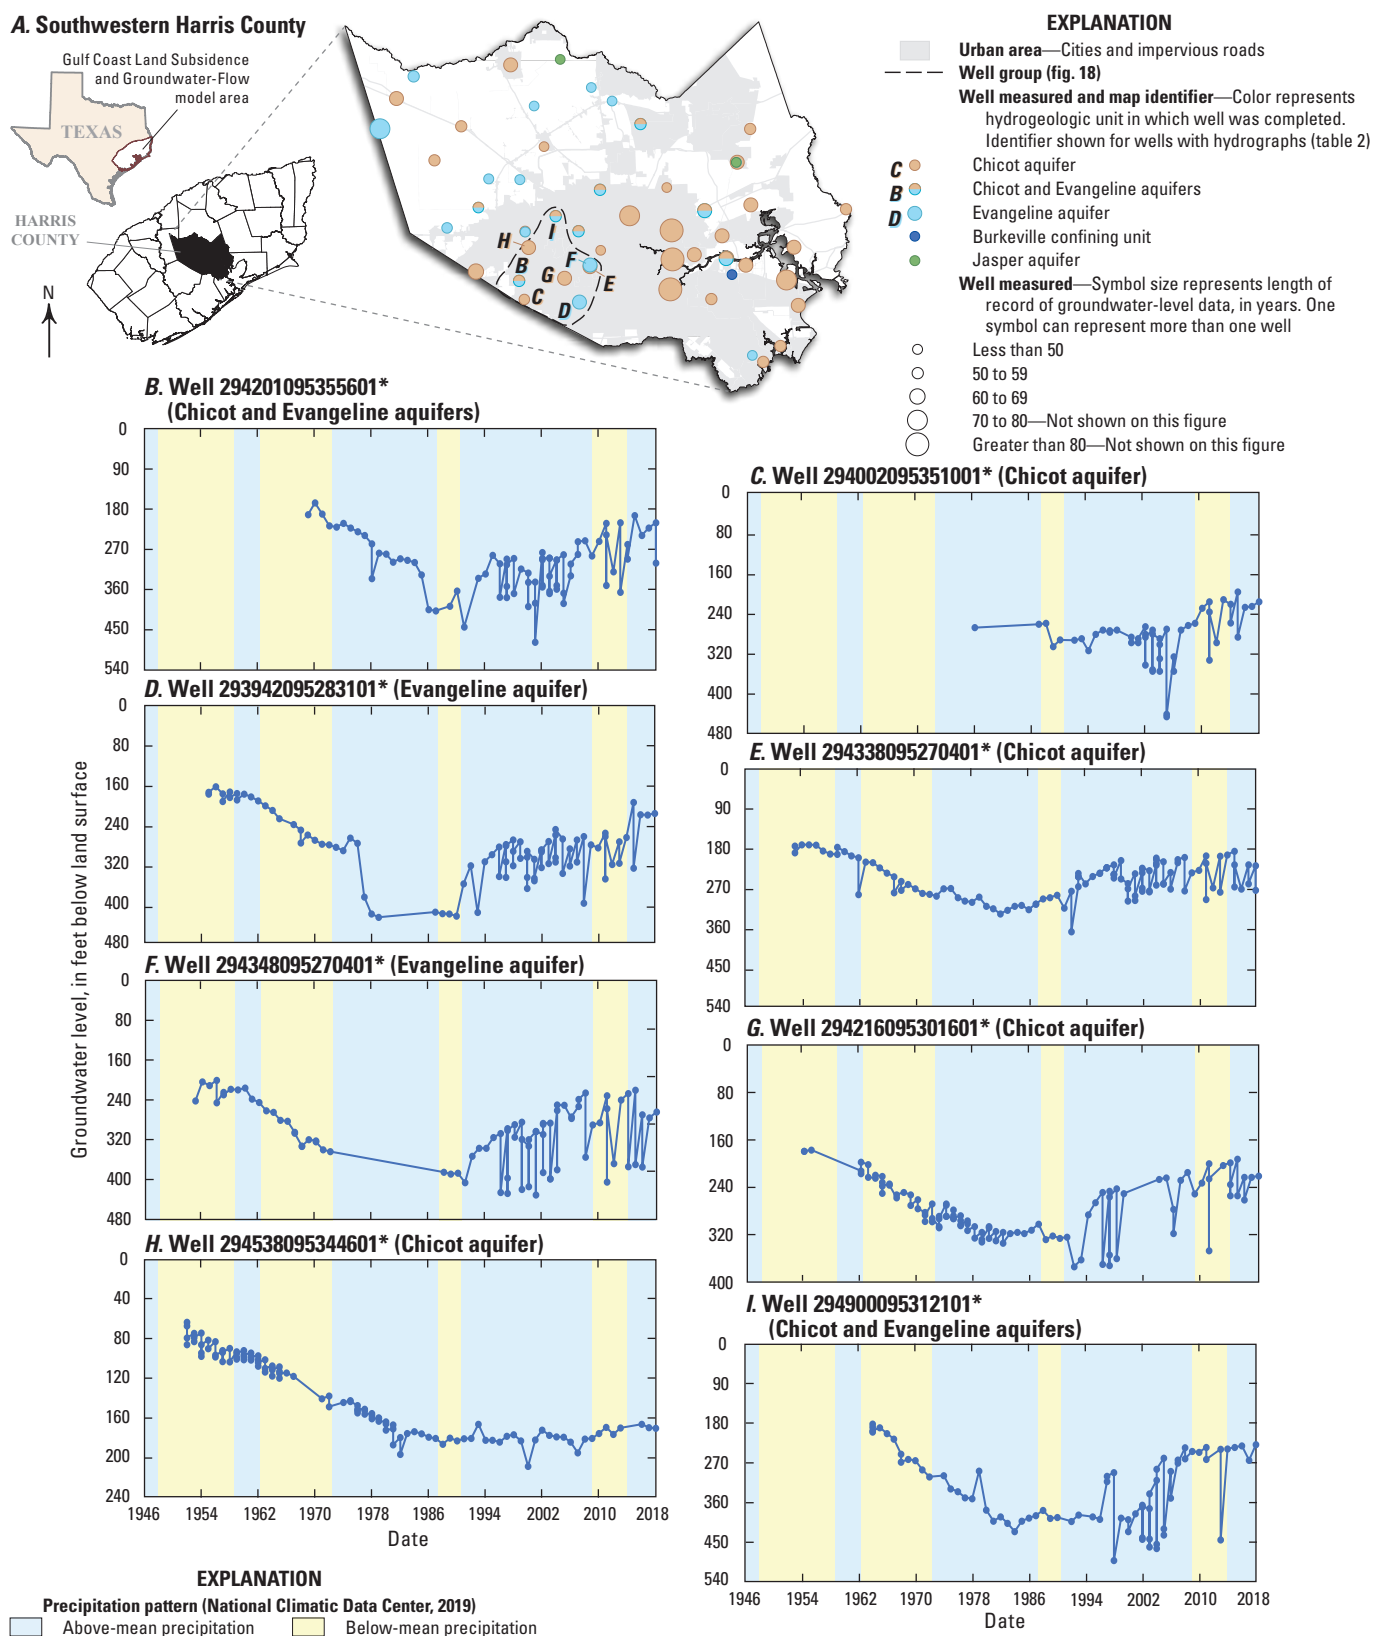 A. Southwestern Harris County
Gulf Coast Land Subsidence
and Groundwater-Flow
model area
TEXAS
HARRIS
COUNTY
N
H
I
B
G
F
E
C
D
EXPLANATION
Urban area—Cities and impervious roads
Well group (fig. 18)
Well measured and map identifier—Color represents
hydrogeologic unit in which well was completed.
Identifier shown for wells with hydrographs (table 2)
C Chicot aquifer
B Chicot and Evangeline aquifers
D Evangeline aquifer
Burkeville confining unit
Jasper aquifer
Well measured—Symbol size represents length of
record of groundwater-level data, in years. One
symbol can represent more than one well
Less than 50
50 to 59
60 to 69
70 to 80—Not shown on this figure
Greater than 80—Not shown on this figure
B. Well 294201095355601*
(Chicot and Evangeline aquifers)
0
90
180
270
360
450
540
C. Well 294002095351001* (Chicot aquifer)
0
80
160
240
320
400
480
D. Well 293942095283101* (Evangeline aquifer)
0
80
160
240
320
400
480
E. Well 294338095270401* (Chicot aquifer)
0
90
180
270
360
450
540
F. Well 294348095270401* (Evangeline aquifer)
0
80
160
240
320
400
480
G. Well 294216095301601* (Chicot aquifer)
0
80
160
240
320
400
H. Well 294538095344601* (Chicot aquifer)
0
40
80
120
160
200
240
1946 1954 1962 1970 1978 1986 1994 2002 2010 2018
Date
I. Well 294900095312101*
(Chicot and Evangeline aquifers)
0
90
180
270
360
450
540
1946 1954 1962 1970 1978 1986 1994 2002 2010 2018
Date
Groundwater level, in feet below land surface
EXPLANATION
Precipitation pattern (National Climatic Data Center, 2019)
Above-mean precipitation Below-mean precipitation